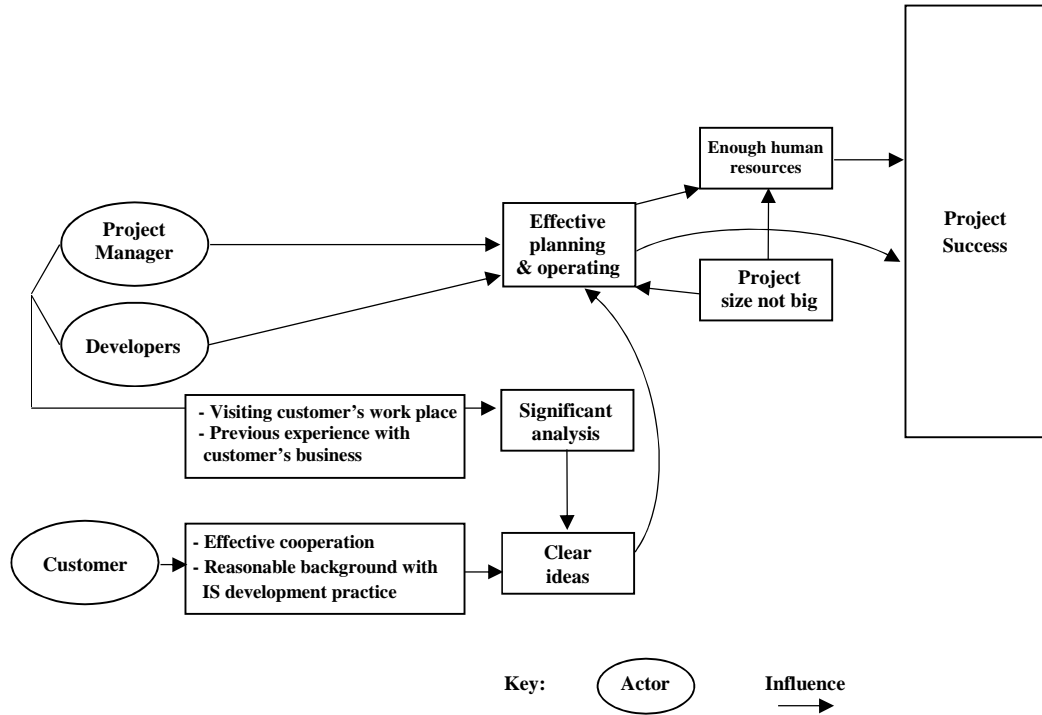 Enough human
resources
Project
Success
Project
Manager
Effective
planning
& operating
Project
size not big
Developers
- Visiting customer's work place
- Previous experience with
customer's business
Significant
analysis
Customer
- Effective cooperation
- Reasonable background with
IS development practice
Clear
ideas
Key:
Actor
Influence